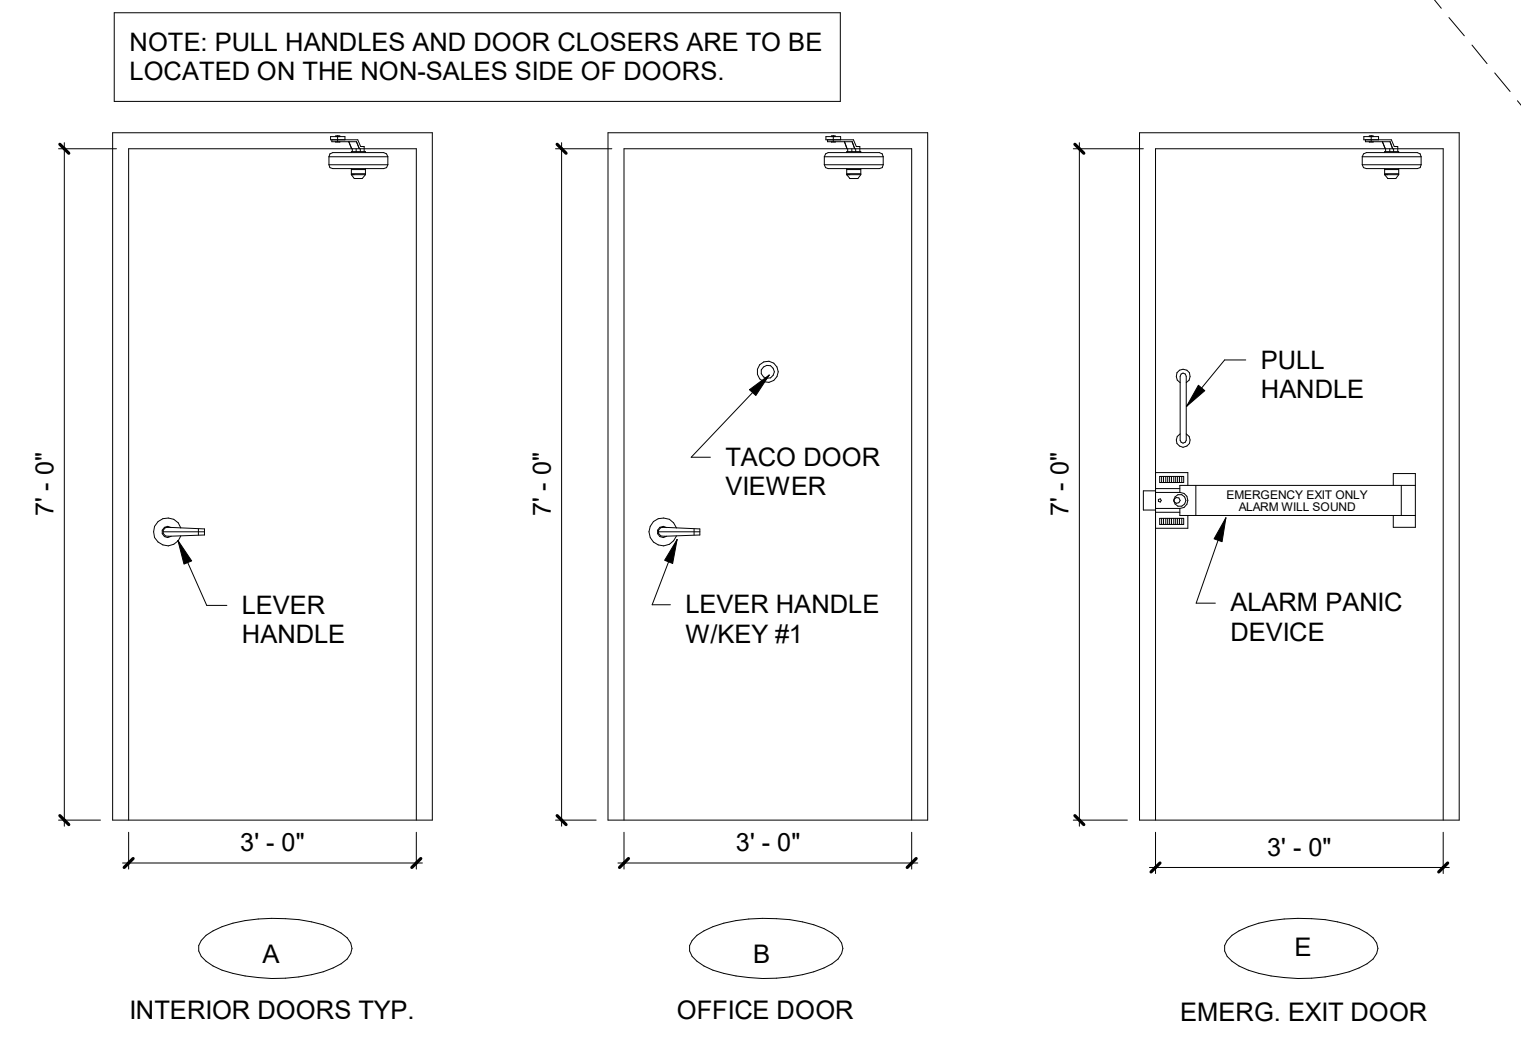 NOTE: PULL HANDLES AND DOOR CLOSERS ARE TO BE
LOCATED ON THE NON-SALES SIDE OF DOORS.
7' - 0"
LEVER
HANDLE
3' - 0"
A
INTERIOR DOORS TYP.
7' - 0"
TACO DOOR
VIEWER
LEVER HANDLE
W/KEY #1
3' - 0"
B
OFFICE DOOR
7' - 0"
PULL
HANDLE
EMERGENCY EXIT ONLY
ALARM WILL SOUND
ALARM PANIC
DEVICE
3' - 0"
E
EMERG. EXIT DOOR